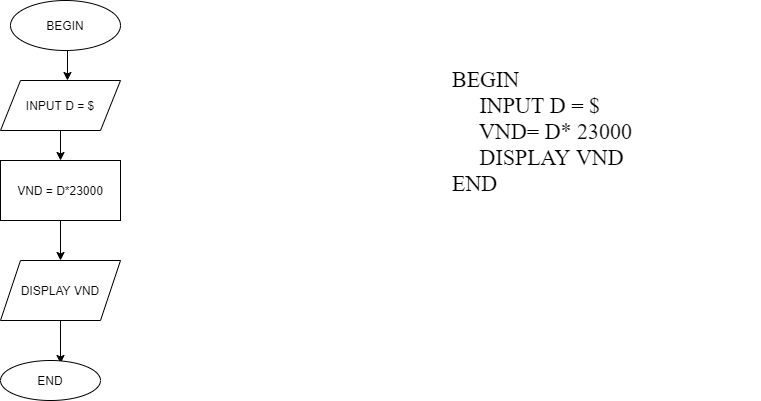 BEGIN
INPUT D = $
VND = D*23000
DISPLAY VND
END
BEGIN
INPUT D = $
VND= D* 23000
DISPLAY VND
END